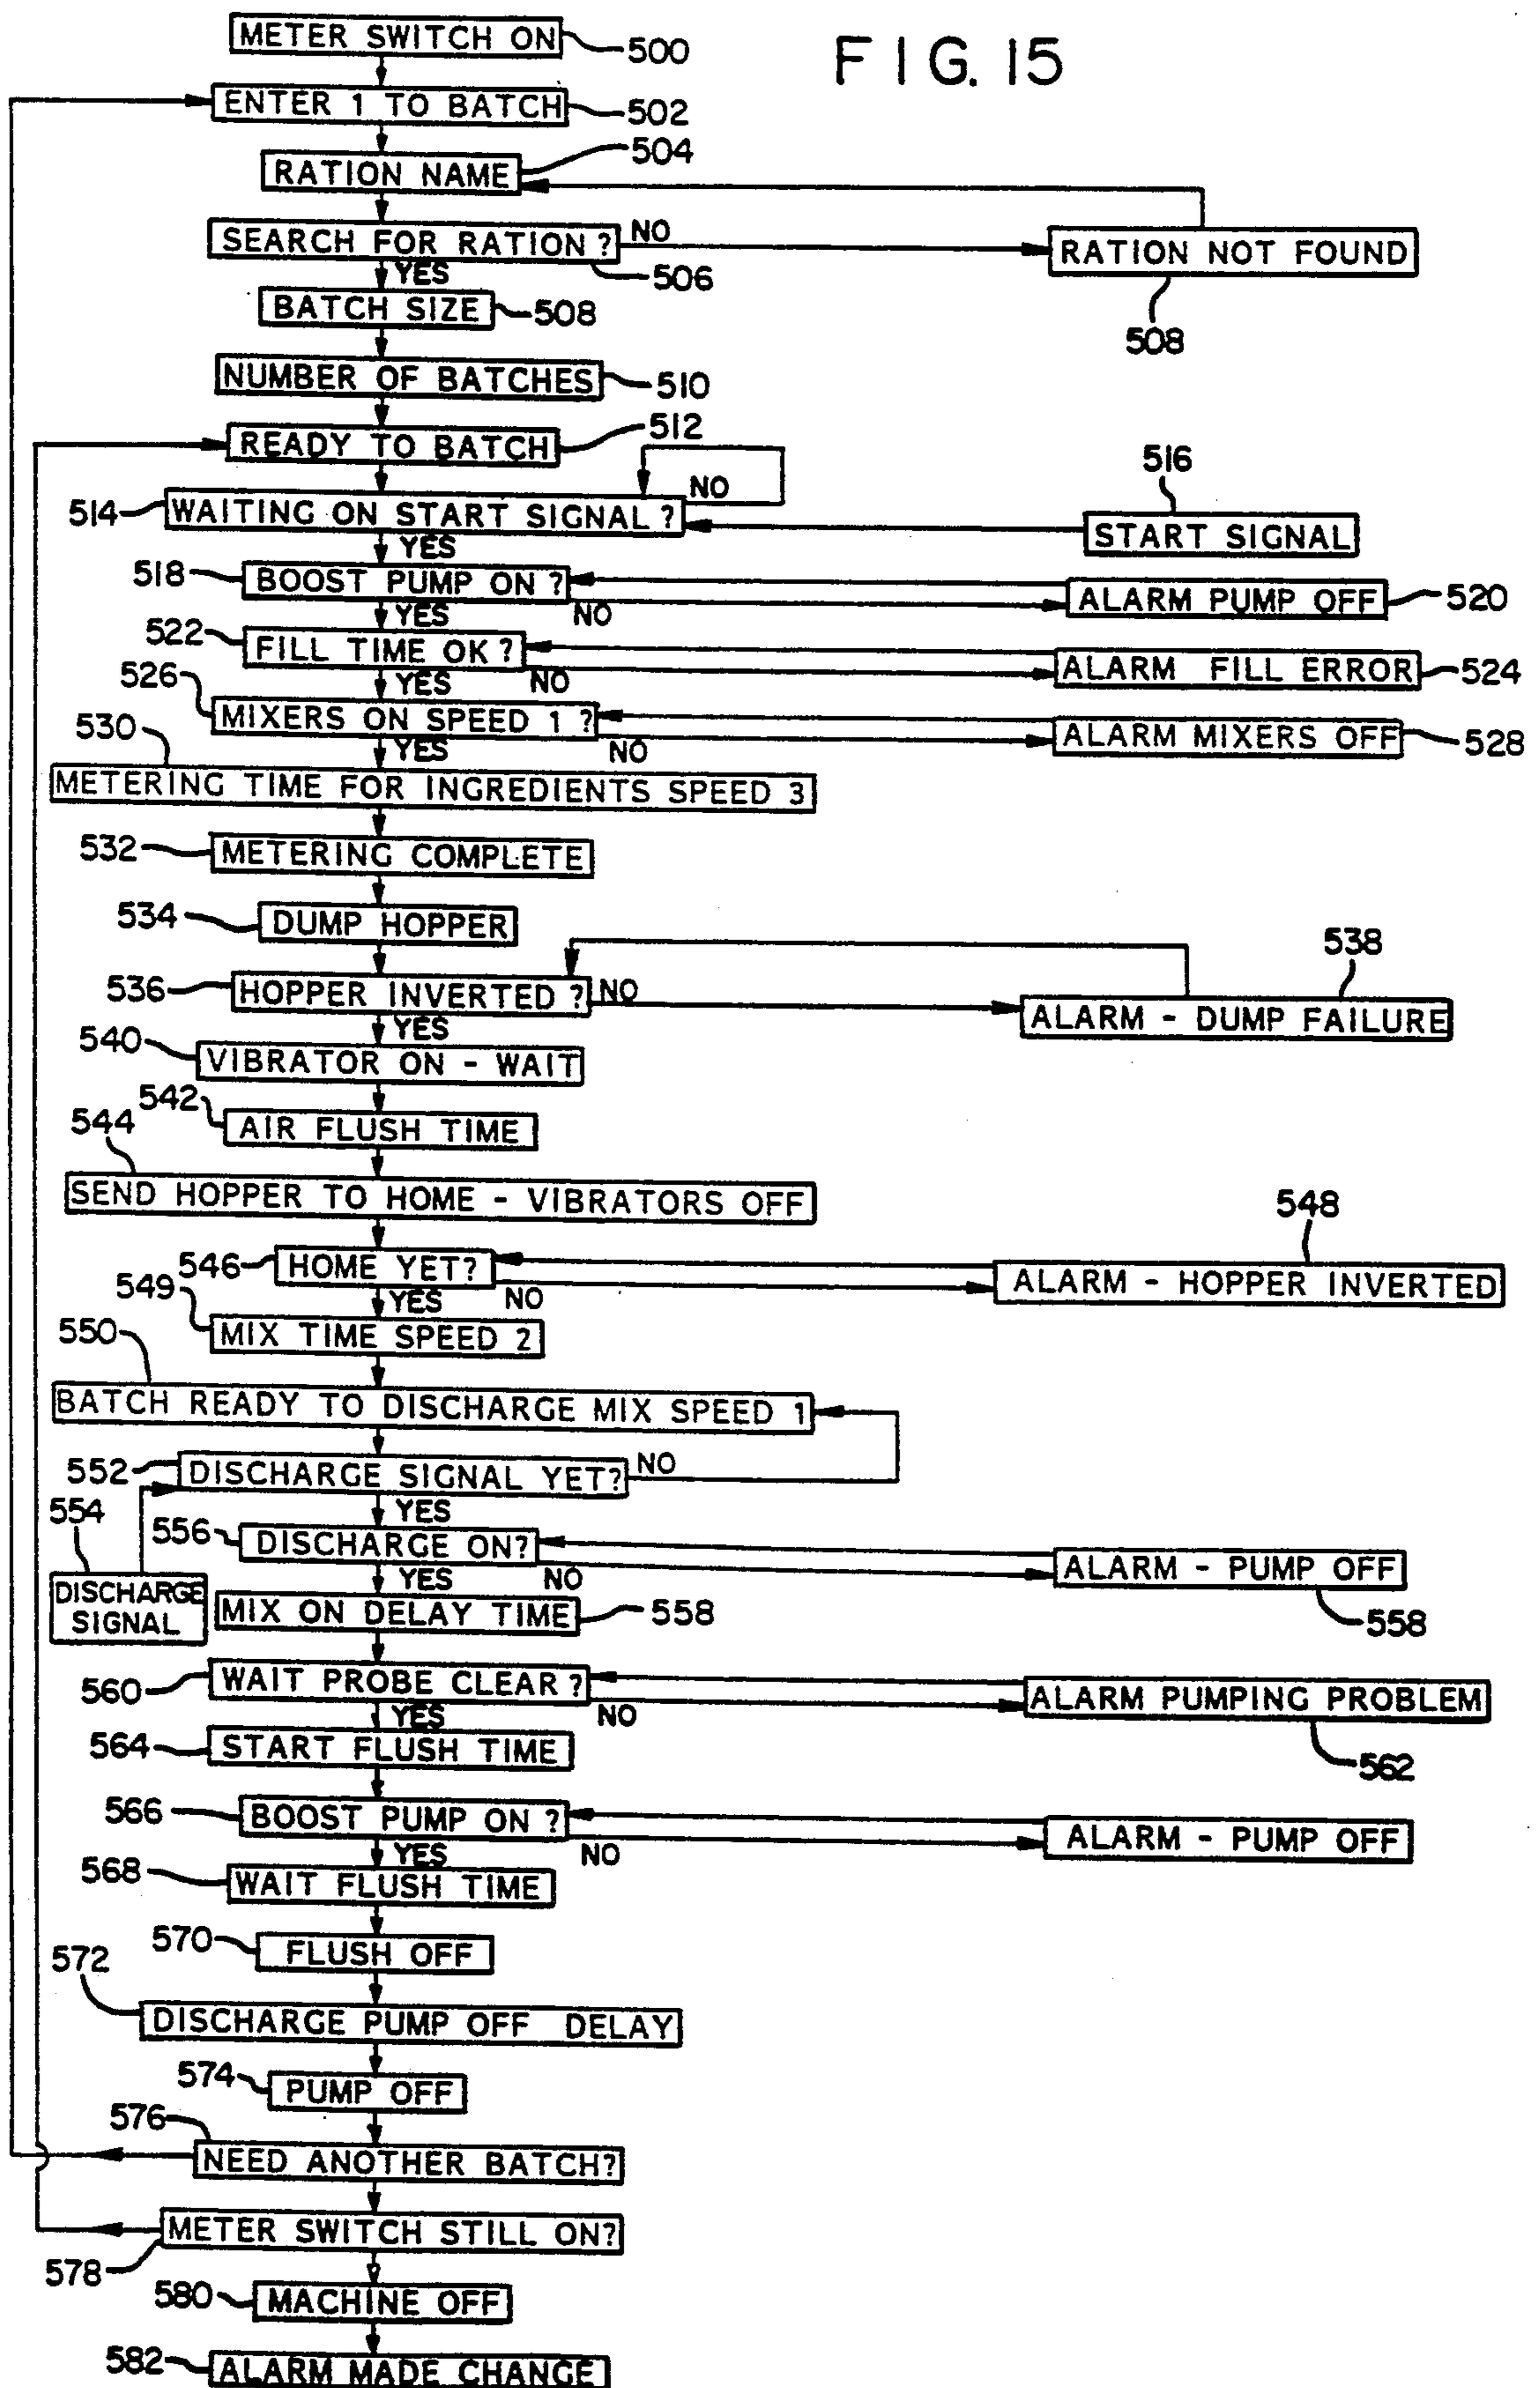 FIG. 15
METER SWITCH ON
500
ENTER 1 TO BATCH
502
RATION NAME
504
SEARCH FOR RATION ?
NO
506
YES
RATION NOT FOUND
508
BATCH SIZE
508
NUMBER OF BATCHES
510
READY TO BATCH
512
514
WAITING ON START SIGNAL ?
NO
YES
516
START SIGNAL
518
BOOST PUMP ON ?
YES
NO
ALARM PUMP OFF
520
522
FILL TIME OK ?
YES
NO
ALARM FILL ERROR
524
526
MIXERS ON SPEED 1 ?
YES
NO
ALARM MIXERS OFF
528
530
METERING TIME FOR INGREDIENTS SPEED 3
532
METERING COMPLETE
534
DUMP HOPPER
536
HOPPER INVERTED ?
NO
YES
538
ALARM - DUMP FAILURE
540
VIBRATOR ON - WAIT
542
AIR FLUSH TIME
544
SEND HOPPER TO HOME - VIBRATORS OFF
546
HOME YET?
YES
NO
548
ALARM - HOPPER INVERTED
549
MIX TIME SPEED 2
550
BATCH READY TO DISCHARGE MIX SPEED 1
552
DISCHARGE SIGNAL YET?
NO
YES
554
DISCHARGE
SIGNAL
556
DISCHARGE ON?
YES
NO
ALARM - PUMP OFF
558
MIX ON DELAY TIME
558
560
WAIT PROBE CLEAR ?
YES
NO
ALARM PUMPING PROBLEM
562
564
START FLUSH TIME
566
BOOST PUMP ON ?
YES
NO
ALARM - PUMP OFF
568
WAIT FLUSH TIME
570
FLUSH OFF
572
DISCHARGE PUMP OFF DELAY
574
PUMP OFF
576
NEED ANOTHER BATCH?
578
METER SWITCH STILL ON?
580
MACHINE OFF
582
ALARM MADE CHANGE